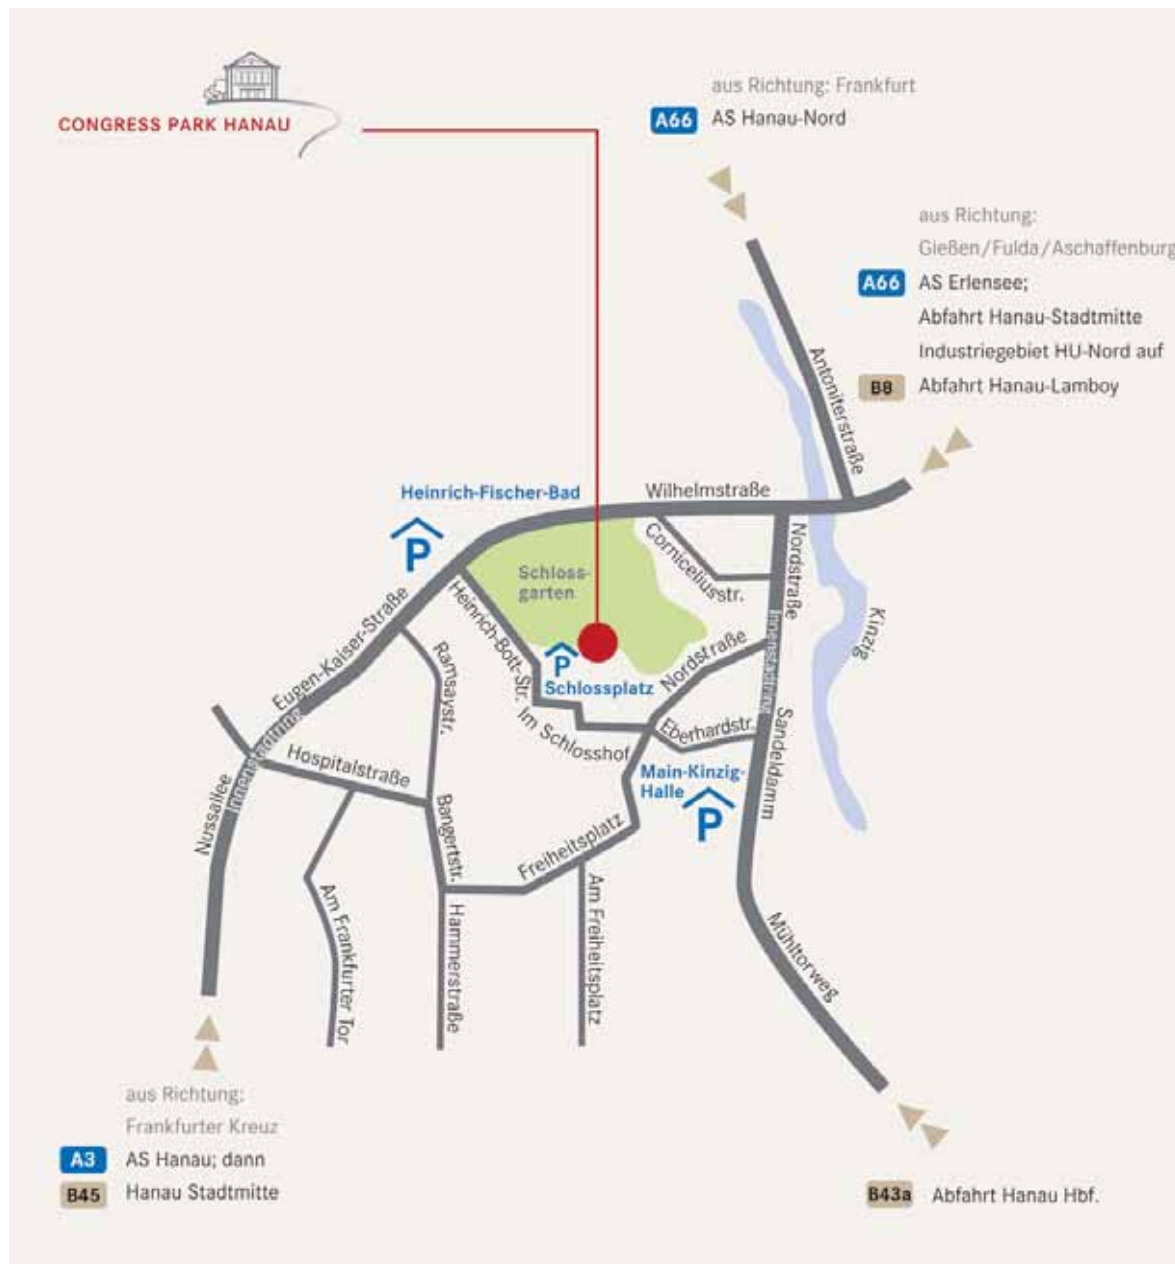 CONGRESS PARK HANAU
aus Richtung: Frankfurt
A66 AS Hanau-Nord
aus Richtung:
Gießen/Fulda/Aschaffenburg
A66 AS Erlensee;
Abfahrt Hanau-Stadtmitte
Industriegebiet HU-Nord auf
B8 Abfahrt Hanau-Lamboy
Antoniterstraße
Heinrich-Fischer-Bad
P
Wilhelmstraße
Schloss-
garten
Corniceliusstr.
Nordstraße
Innenstadtring
Kinzig
Eugen-Kaiser-Straße
Heinrich-Bott-Str.
Ramsaystr.
P
Schlossplatz
Nordstraße
Im Schlosshof
Eberhardstr.
Sandeldamm
Innenstadtring
Nussallee
Hospitalstraße
Main-Kinzig-
Halle
P
Bangertstr.
Freiheitsplatz
Am Frankfurter Tor
Hammerstraße
Am Freiheitsplatz
Mühltorweg
aus Richtung:
Frankfurter Kreuz
A3 AS Hanau; dann
B45 Hanau Stadtmitte
B43a Abfahrt Hanau Hbf.